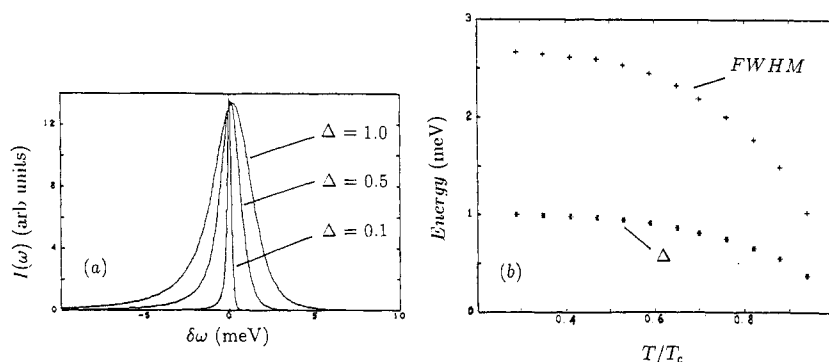 12
8
4
0
I(ω) (arb units)
(a)
Δ = 1.0
Δ = 0.5
Δ = 0.1
-5
0
5
10
δω (meV)
3
2
1
0
Energy (meV)
FWHM
Δ
(b)
0.4
0.6
0.8
T/Tc